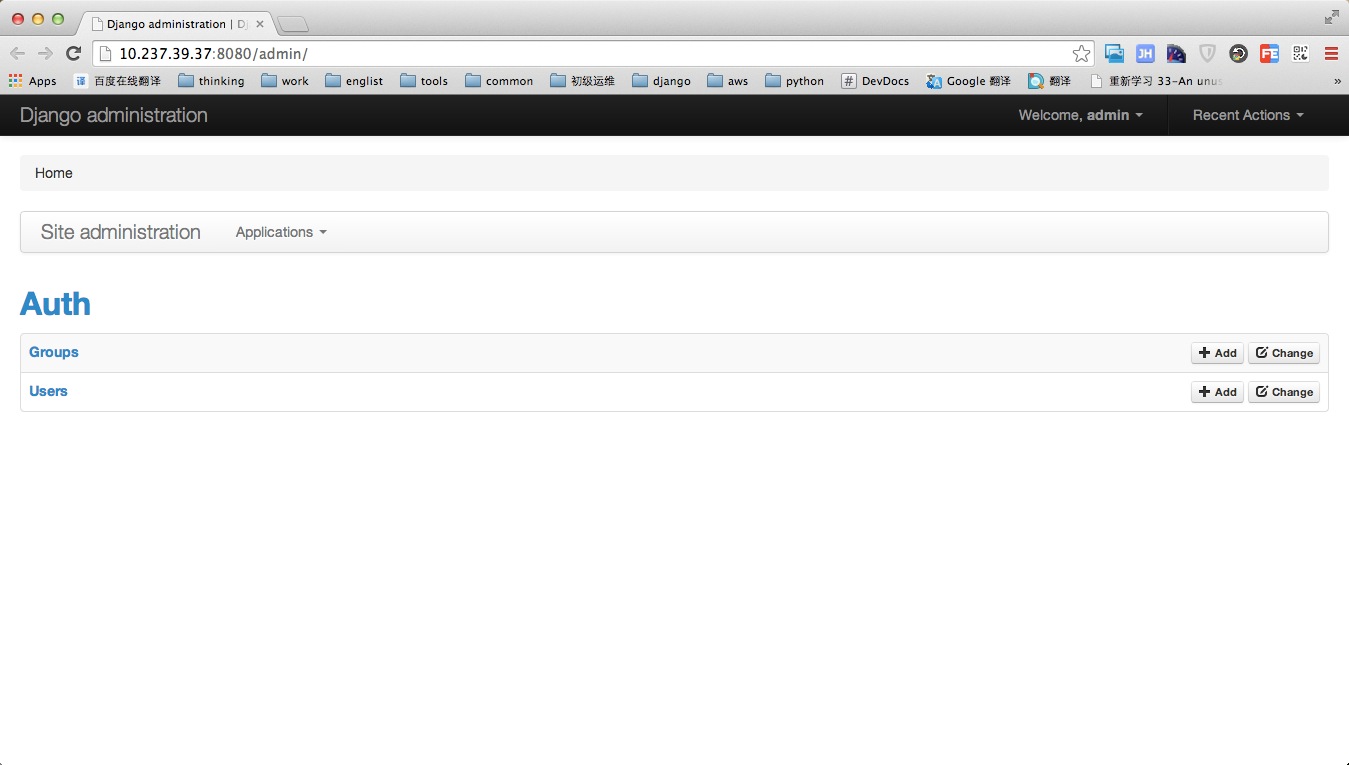 Django administration | Dj
10.237.39.37:8080/admin/
Apps 译 百度在线翻译 thinking work englist tools common 初级运维 django aws python # DevDocs Google 翻译 翻译 重新学习 33-An unus »
JH FE
Django administration Welcome, admin Recent Actions
Home
Site administration Applications
Auth
Groups Add Change
Users Add Change